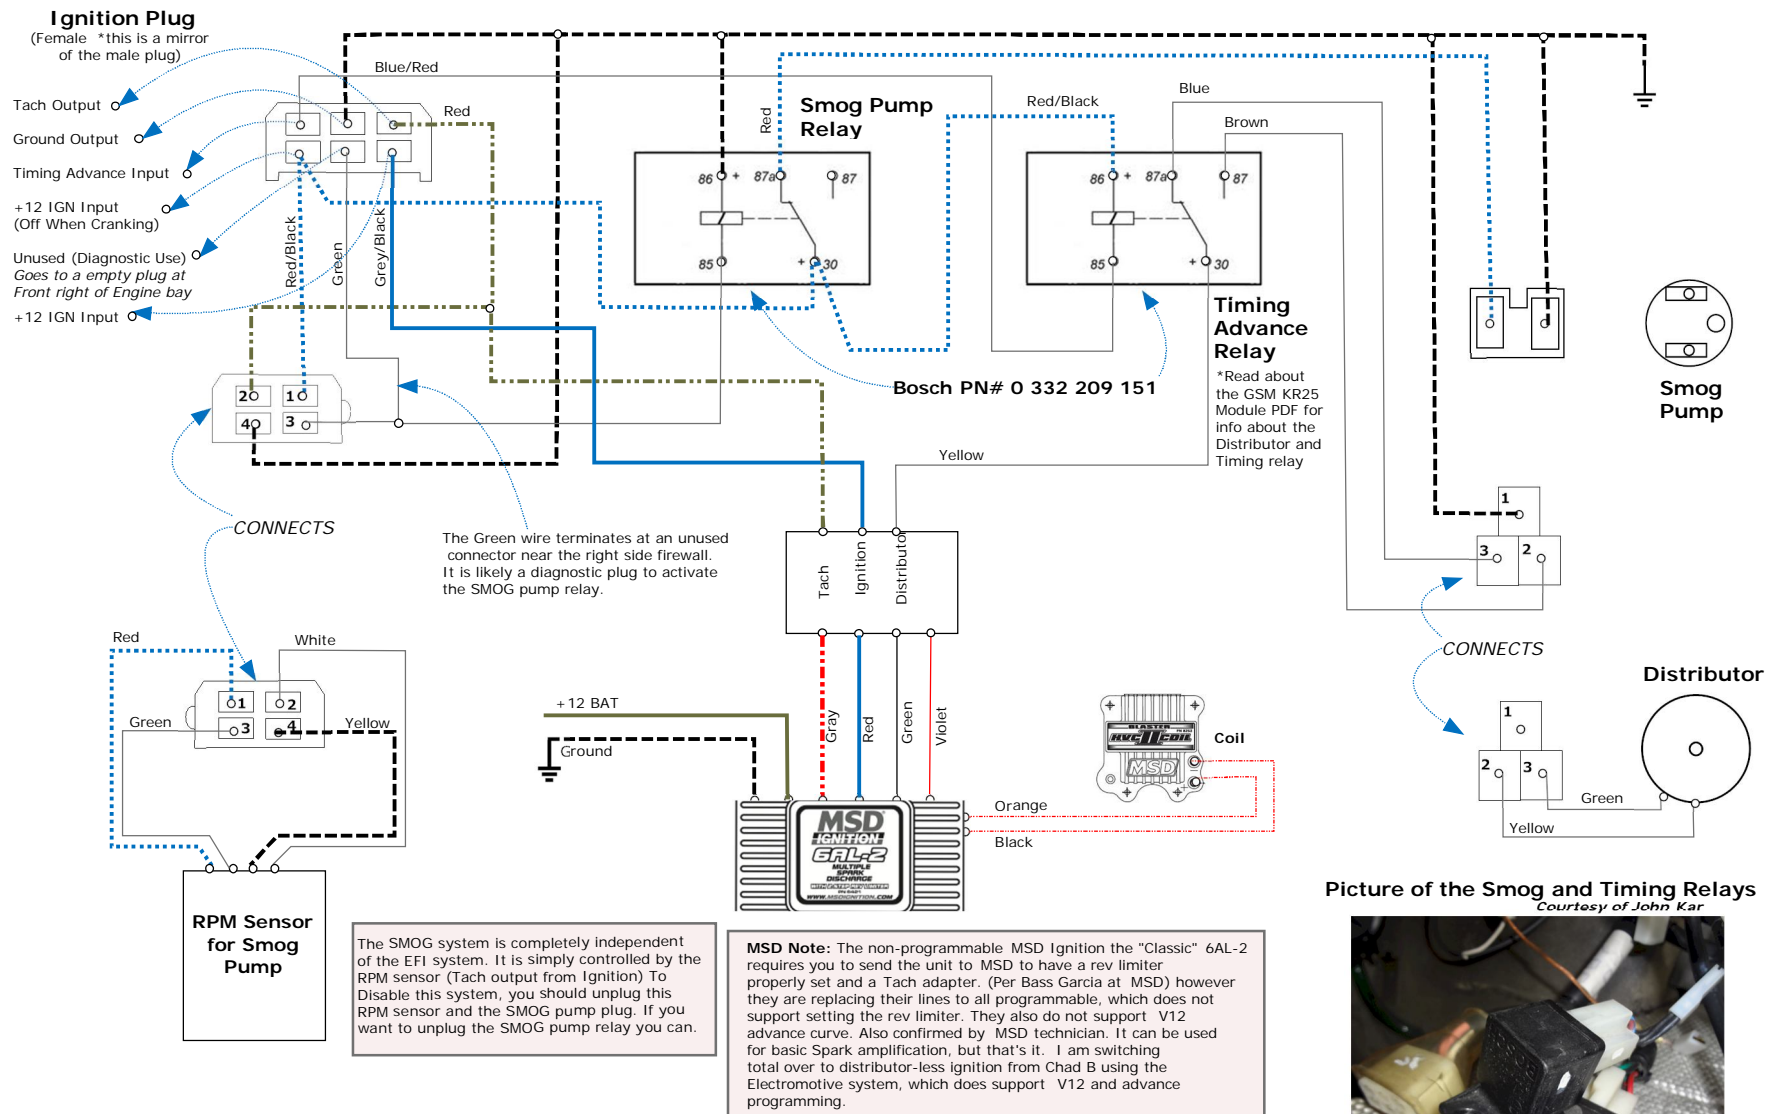 Ignition Plug
(Female *this is a mirror
of the male plug)
Tach Output
Ground Output
Timing Advance Input
+12 IGN Input
(Off When Cranking)
Unused (Diagnostic Use)
Goes to a empty plug at
Front right of Engine bay
+12 IGN Input
Blue/Red
Red
Red/Black
Green
Grey/Black
Smog Pump
Relay
Red
86 + 87a 87
85 + 30
Red/Black
Blue
Brown
86 + 87a 87
85 + 30
Timing
Advance
Relay
*Read about
the GSM KR25
Module PDF for
info about the
Distributor and
Timing relay
Bosch PN# 0 332 209 151
Smog
Pump
2 1
4 3
CONNECTS
The Green wire terminates at an unused
connector near the right side firewall.
It is likely a diagnostic plug to activate
the SMOG pump relay.
Yellow
Tach
Ignition
Distributor
1
3 2
CONNECTS
Red
White
1 2
3 4
Green
Yellow
RPM Sensor
for Smog
Pump
+12 BAT
Ground
Gray
Red
Green
Violet
BLASTER
HVC II COIL
MSD
Coil
Orange
Black
MSD
IGNITION
6AL-2
MULTIPLE
SPARK
DISCHARGE
WITH 2-STEP REV LIMITER
WWW.MSDIGNITION.COM
Distributor
1
2 3
Green
Yellow
The SMOG system is completely independent
of the EFI system. It is simply controlled by the
RPM sensor (Tach output from Ignition) To
Disable this system, you should unplug this
RPM sensor and the SMOG pump plug. If you
want to unplug the SMOG pump relay you can.
MSD Note: The non-programmable MSD Ignition the "Classic" 6AL-2
requires you to send the unit to MSD to have a rev limiter
properly set and a Tach adapter. (Per Bass Garcia at MSD) however
they are replacing their lines to all programmable, which does not
support setting the rev limiter. They also do not support V12
advance curve. Also confirmed by MSD technician. It can be used
for basic Spark amplification, but that's it. I am switching
total over to distributor-less ignition from Chad B using the
Electromotive system, which does support V12 and advance
programming.
Picture of the Smog and Timing Relays
Courtesy of John Kar